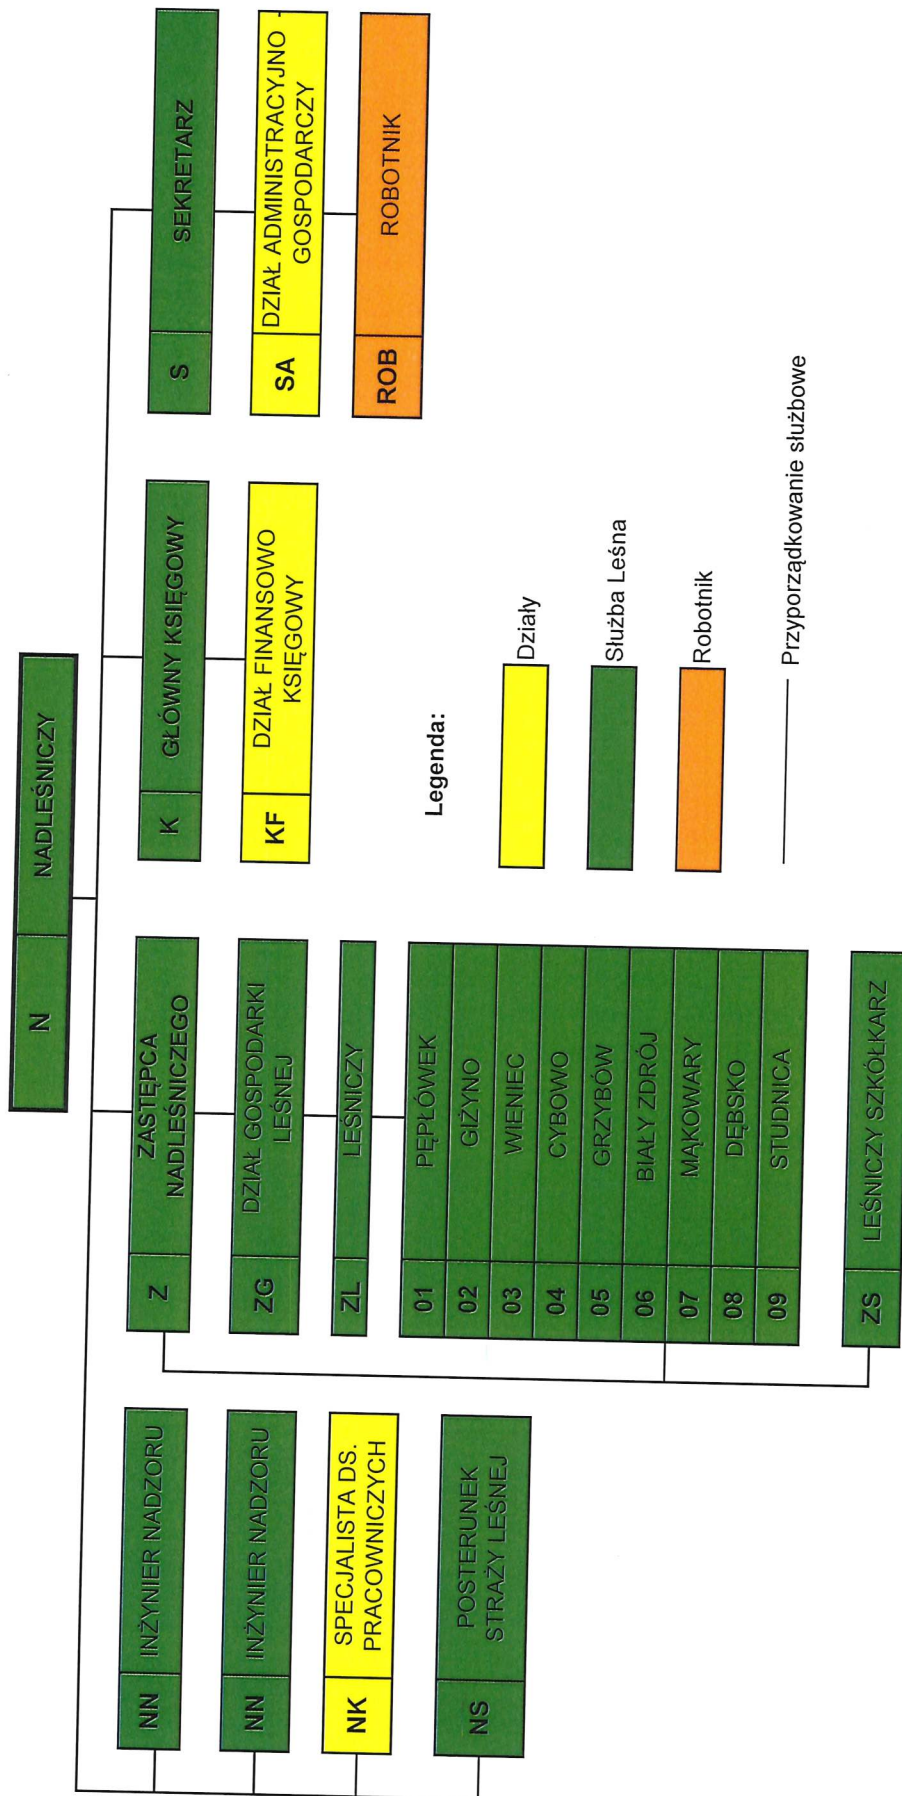 N NADLEŚNICZY
NN INŻYNIER NADZORU
NN INŻYNIER NADZORU
NK SPECJALISTA DS.
PRACOWNICZYCH
NS POSTERUNEK
STRAŻY LEŚNEJ
Z ZASTĘPCA
NADLEŚNICZEGO
ZG DZIAŁ GOSPODARKI
LEŚNEJ
ZL LEŚNICZY
01 PĘPŁÓWEK
02 GIŻYNO
03 WIENIEC
04 CYBOWO
05 GRZYBÓW
06 BIAŁY ZDRÓJ
07 MĄKOWARY
08 DĘBSKO
09 STUDNICA
ZS LEŚNICZY SZKÓŁKARZ
K GŁÓWNY KSIĘGOWY
KF DZIAŁ FINANSOWO
KSIĘGOWY
S SEKRETARZ
SA DZIAŁ ADMINISTRACYJNO -
GOSPODARCZY
ROB ROBOTNIK
Legenda:
Działy
Służba Leśna
Robotnik
Przyporządkowanie służbowe